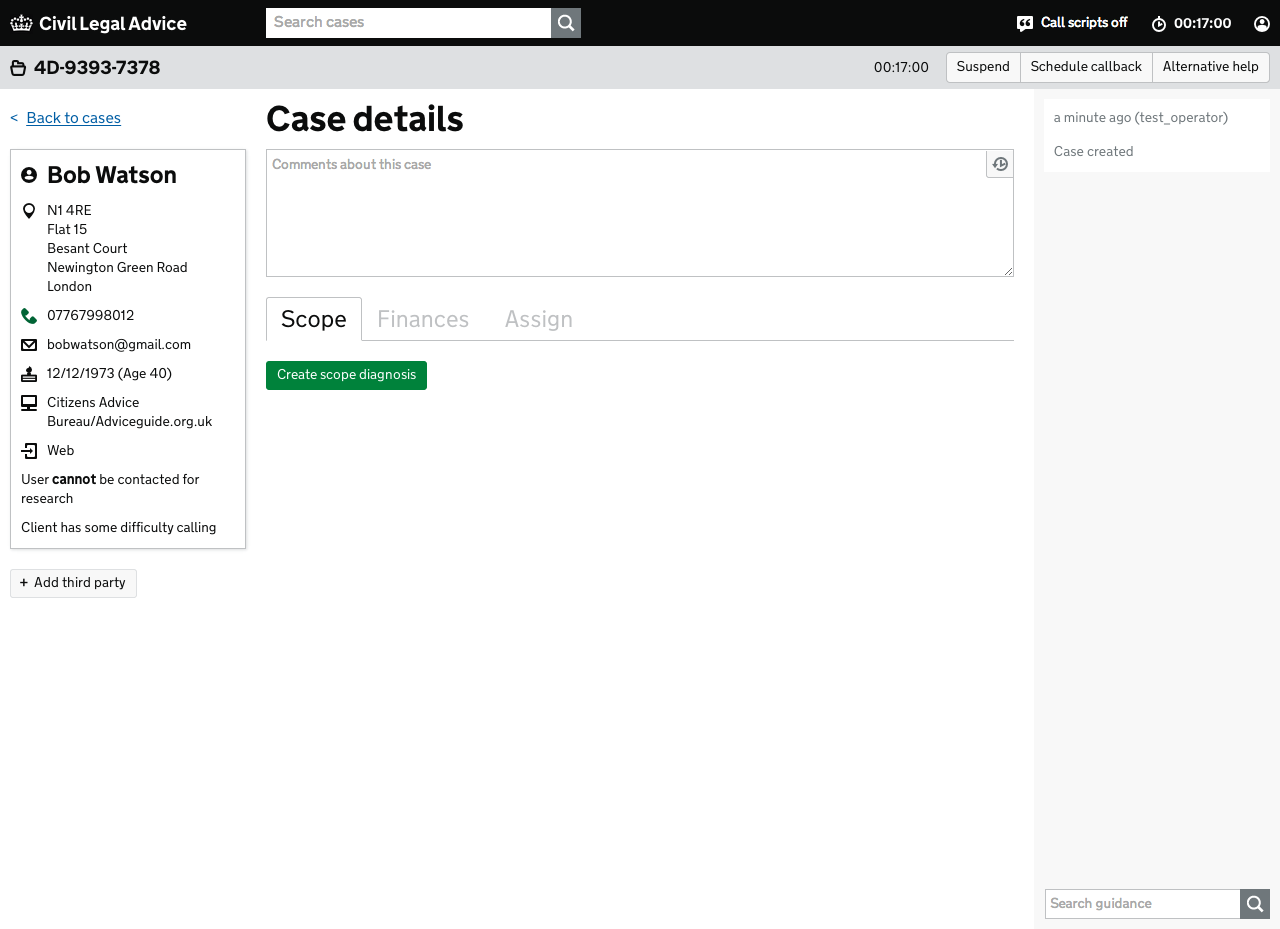 Civil Legal Advice
Search cases
Call scripts off
00:17:00
4D-9393-7378
00:17:00
Suspend
Schedule callback
Alternative help
< Back to cases
Bob Watson
N1 4RE
Flat 15
Besant Court
Newington Green Road
London
07767998012
bobwatson@gmail.com
12/12/1973 (Age 40)
Citizens Advice
Bureau/Adviceguide.org.uk
Web
User cannot be contacted for
research
Client has some difficulty calling
+ Add third party
Case details
Comments about this case
Scope
Finances
Assign
Create scope diagnosis
a minute ago (test_operator)
Case created
Search guidance